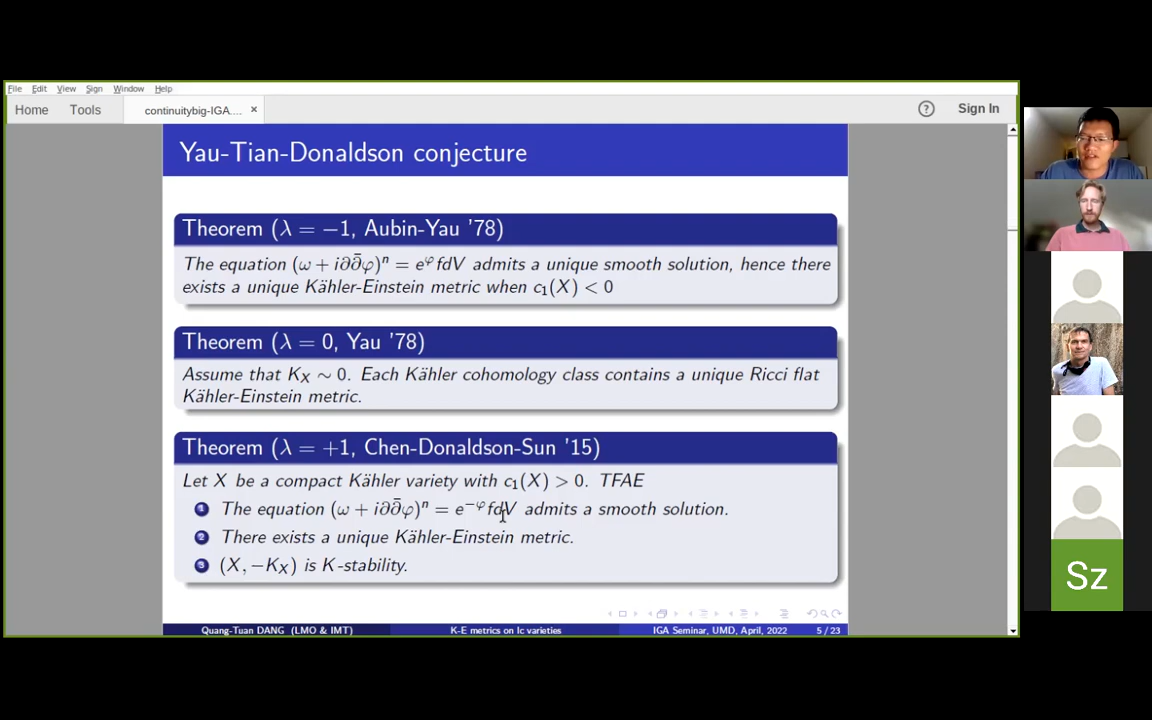 File Edit View Sign Window Help
Home Tools continuitybig-IGA.... × ? Sign In
Yau-Tian-Donaldson conjecture
Theorem (λ = −1, Aubin-Yau '78)
The equation (ω + i∂∂̄φ)ⁿ = e^φ fdV admits a unique smooth solution, hence there
exists a unique Kähler-Einstein metric when c₁(X) < 0
Theorem (λ = 0, Yau '78)
Assume that K_X ∼ 0. Each Kähler cohomology class contains a unique Ricci flat
Kähler-Einstein metric.
Theorem (λ = +1, Chen-Donaldson-Sun '15)
Let X be a compact Kähler variety with c₁(X) > 0. TFAE
1 The equation (ω + i∂∂̄φ)ⁿ = e^{−φ} fdV admits a smooth solution.
2 There exists a unique Kähler-Einstein metric.
3 (X, −K_X) is K-stability.
Quang-Tuan DANG (LMO & IMT) K-E metrics on lc varieties IGA Seminar, UMD, April, 2022 5 / 23
Sz